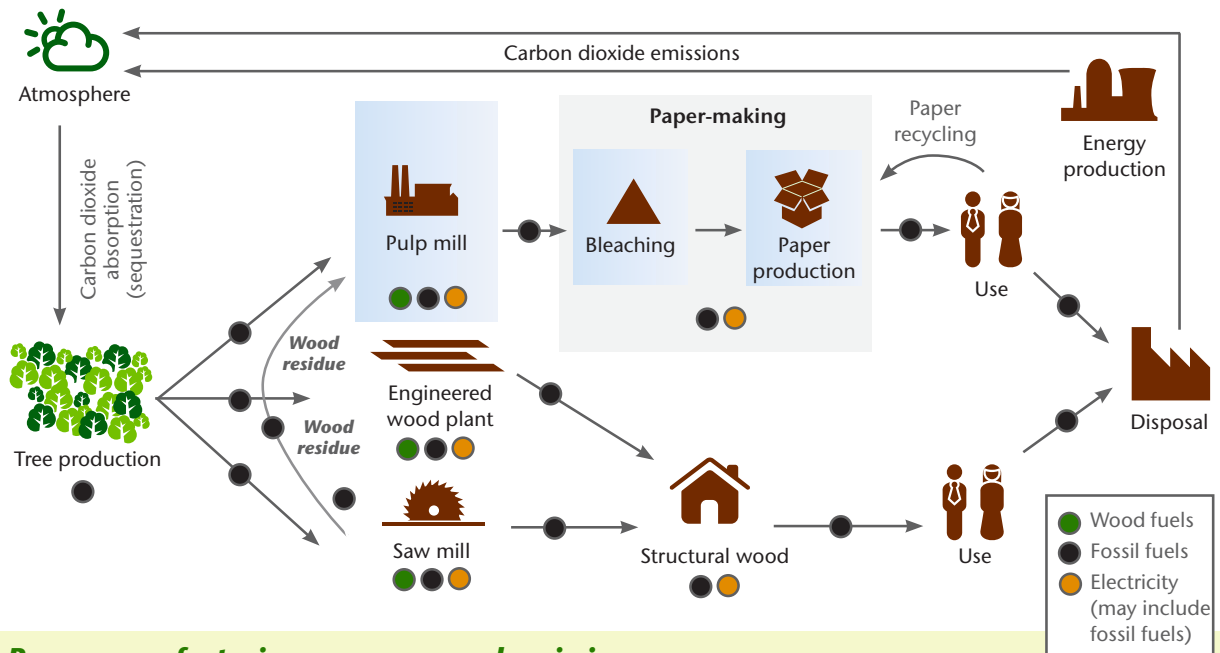 Carbon dioxide emissions
Atmosphere
Carbon dioxide
absorption
(sequestration)
Tree production
Wood
residue
Wood
residue
Pulp mill
Engineered
wood plant
Saw mill
Paper-making
Bleaching
Paper
production
Paper
recycling
Energy
production
Use
Structural wood
Use
Disposal
Wood fuels
Fossil fuels
Electricity
(may include
fossil fuels)